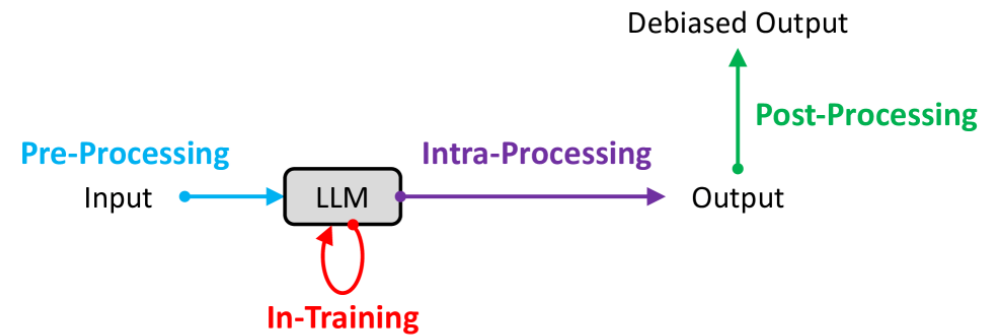 Debiased Output
Post-Processing
Pre-Processing
Intra-Processing
Input
LLM
Output
In-Training